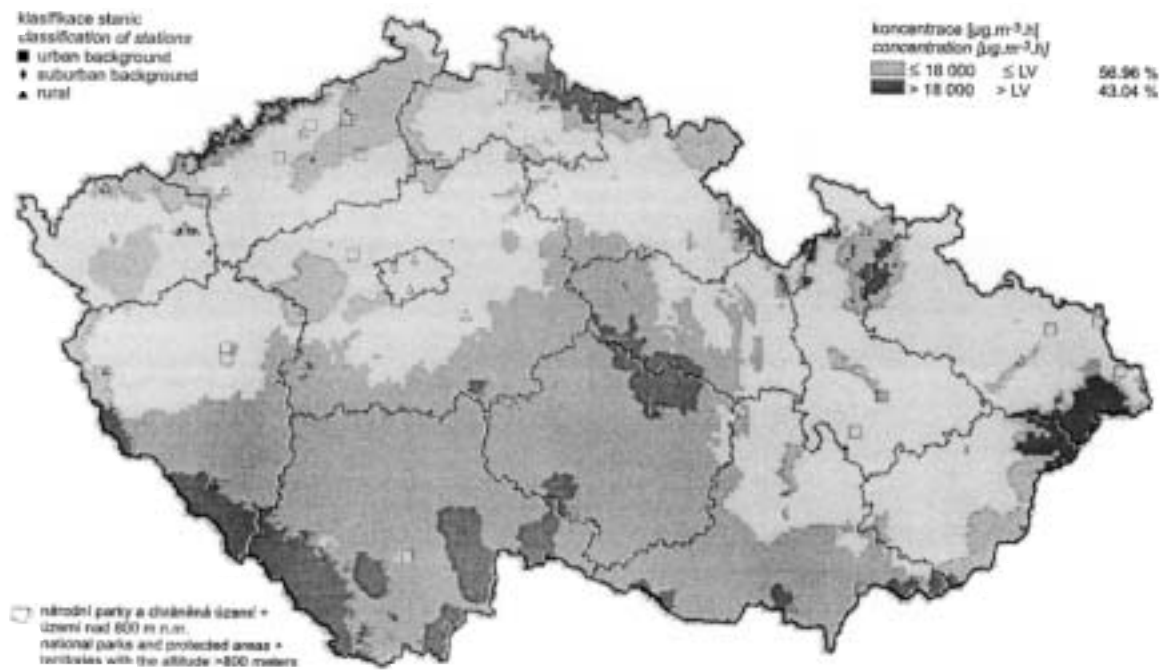 klasifikace stanic
classification of stations
urban background
suburban background
rural
koncentrace [µg.m-3.h]
concentration [µg.m-3.h]
≤ 18 000 ≤ LV 56.96 %
> 18 000 > LV 43.04 %
národní parky a chráněná území +
území nad 800 m n.m.
national parks and protected areas +
territories with the altitude >800 meters